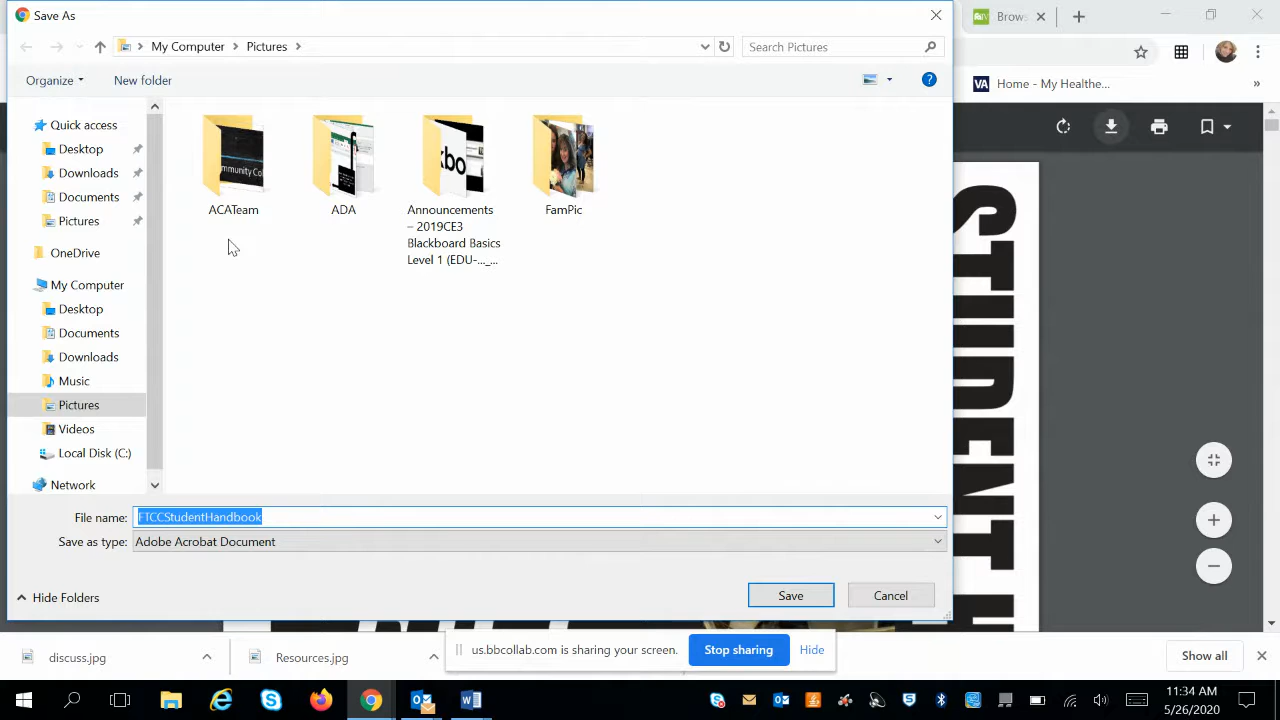 Save As
Brows
My Computer
Pictures
Search Pictures
Organize
New folder
Home - My Healthe...
Quick access
Desktop
Downloads
Documents
Pictures
OneDrive
My Computer
Desktop
Documents
Downloads
Music
Pictures
Videos
Local Disk (C:)
Network
mmunity Col
ACATeam
ADA
kbo
Announcements
– 2019CE3
Blackboard Basics
Level 1 (EDU-..._...
FamPic
STUDENT H
File name:
FTCCStudentHandbook
Save as type:
Adobe Acrobat Document
Hide Folders
Save
Cancel
discuss.jpg
Resources.jpg
us.bbcollab.com is sharing your screen.
Stop sharing
Hide
Show all
11:34 AM
5/26/2020